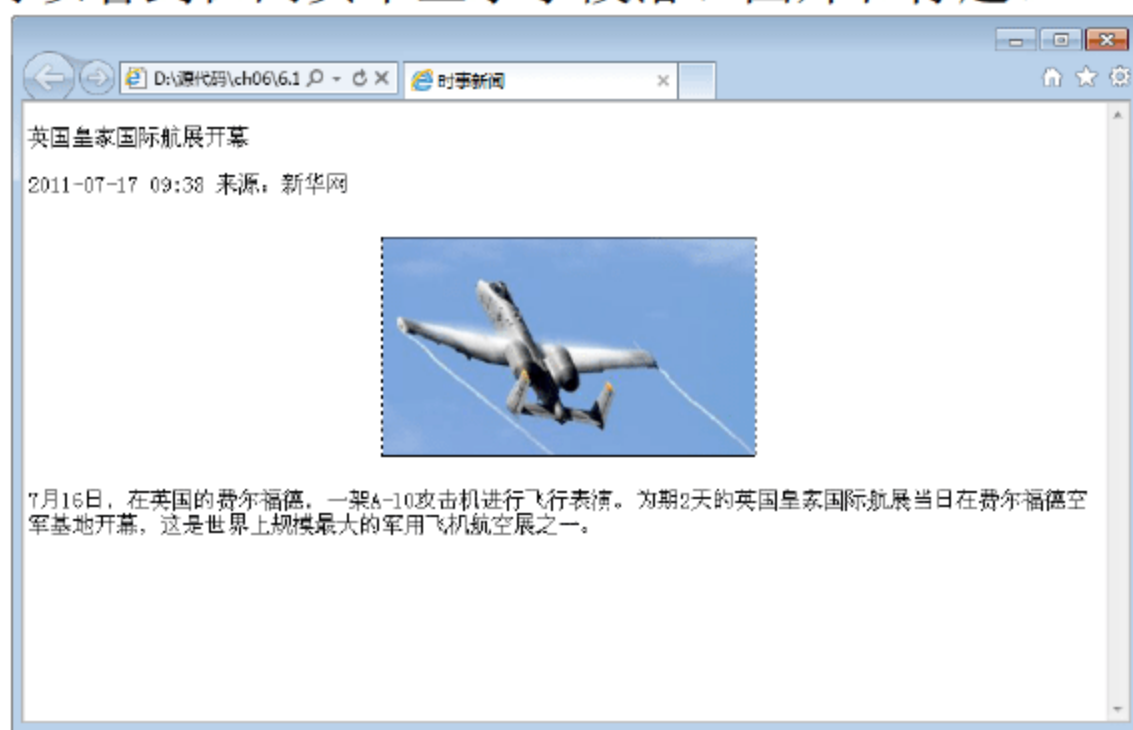 D:\源代码\ch06\6.1
时事新闻
英国皇家国际航展开幕
2011-07-17 09:38 来源：新华网
7月16日，在英国的费尔福德，一架A-10攻击机进行飞行表演。为期2天的英国皇家国际航展当日在费尔福德空
军基地开幕，这是世界上规模最大的军用飞机航空展之一。